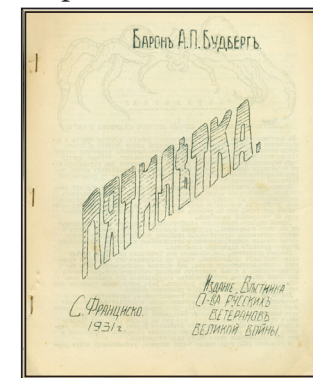 Баронъ А.П.Будбергъ.
ПЯТИЛѢТКА.
С. Франциско.
1931 г.
Изданіе „Вѣстника
О-ва русскихъ
ветерановъ
великой войны.